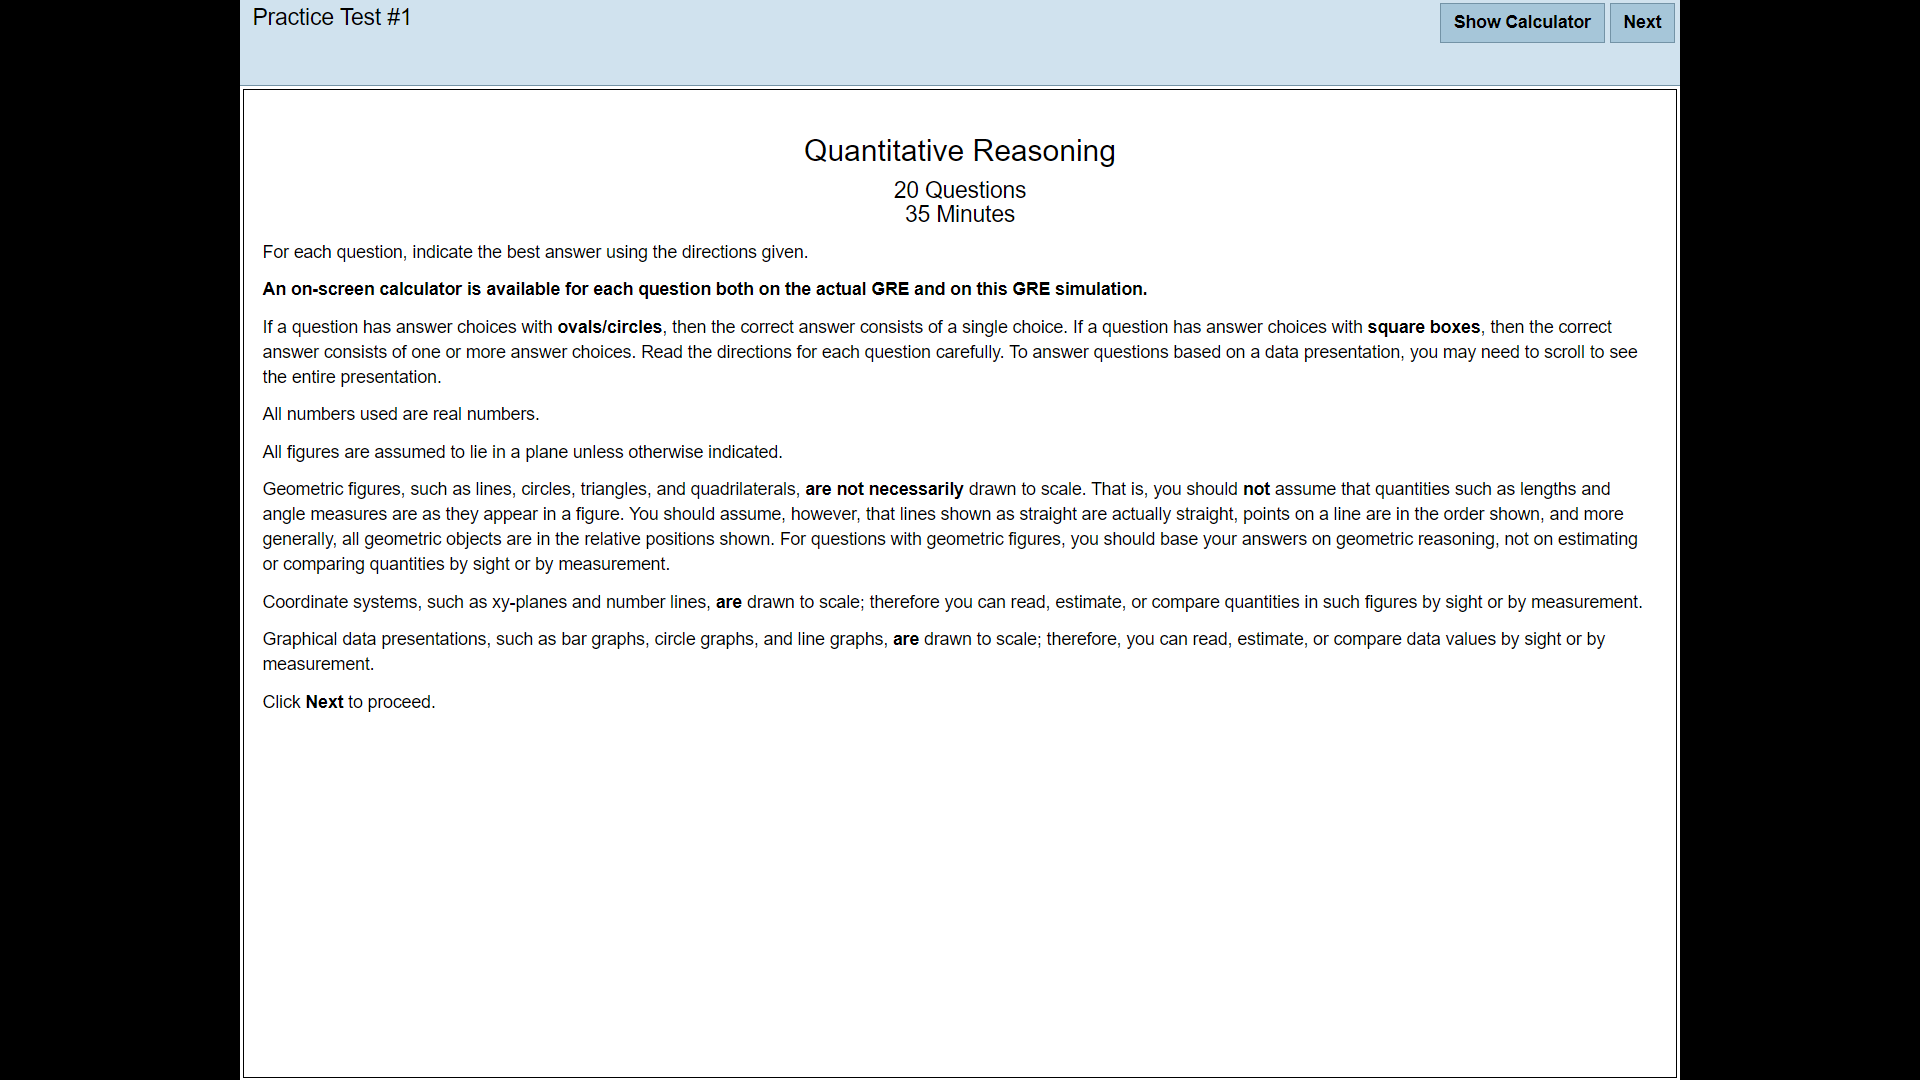 Practice Test #1
Show Calculator
Next
Quantitative Reasoning
20 Questions
35 Minutes
For each question, indicate the best answer using the directions given.
An on-screen calculator is available for each question both on the actual GRE and on this GRE simulation.
If a question has answer choices with ovals/circles, then the correct answer consists of a single choice. If a question has answer choices with square boxes, then the correct
answer consists of one or more answer choices. Read the directions for each question carefully. To answer questions based on a data presentation, you may need to scroll to see
the entire presentation.
All numbers used are real numbers.
All figures are assumed to lie in a plane unless otherwise indicated.
Geometric figures, such as lines, circles, triangles, and quadrilaterals, are not necessarily drawn to scale. That is, you should not assume that quantities such as lengths and
angle measures are as they appear in a figure. You should assume, however, that lines shown as straight are actually straight, points on a line are in the order shown, and more
generally, all geometric objects are in the relative positions shown. For questions with geometric figures, you should base your answers on geometric reasoning, not on estimating
or comparing quantities by sight or by measurement.
Coordinate systems, such as xy-planes and number lines, are drawn to scale; therefore you can read, estimate, or compare quantities in such figures by sight or by measurement.
Graphical data presentations, such as bar graphs, circle graphs, and line graphs, are drawn to scale; therefore, you can read, estimate, or compare data values by sight or by
measurement.
Click Next to proceed.